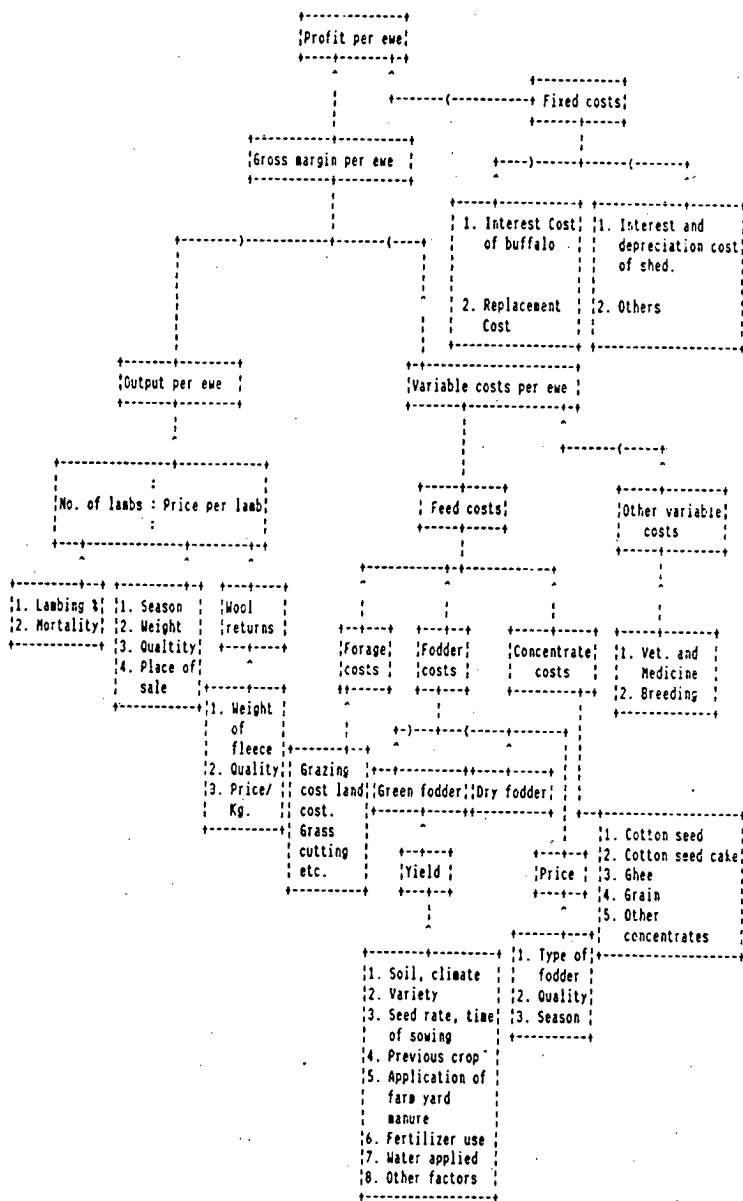 Profit per ewe
Fixed costs
Gross margin per ewe
1. Interest Cost
of buffalo
2. Replacement
Cost
1. Interest and
depreciation cost
of shed.
2. Others
Output per ewe
Variable costs per ewe
No. of lambs : Price per lamb
Feed costs
Other variable
costs
1. Lambing %
2. Mortality
1. Season
2. Weight
3. Qualtity
4. Place of
sale
Wool
returns
Forage
costs
Fodder
costs
Concentrate
costs
1. Vet. and
Medicine
2. Breeding
1. Weight
of
fleece
2. Quality
3. Price/
Kg.
Grazing
cost land
cost.
Grass
cutting
etc.
Green fodder
Dry fodder
Yield
Price
1. Cotton seed
2. Cotton seed cake
3. Ghee
4. Grain
5. Other
concentrates
1. Type of
fodder
2. Quality
3. Season
1. Soil, climate
2. Variety
3. Seed rate, time
of sowing
4. Previous crop
5. Application of
farm yard
manure
6. Fertilizer use
7. Water applied
8. Other factors